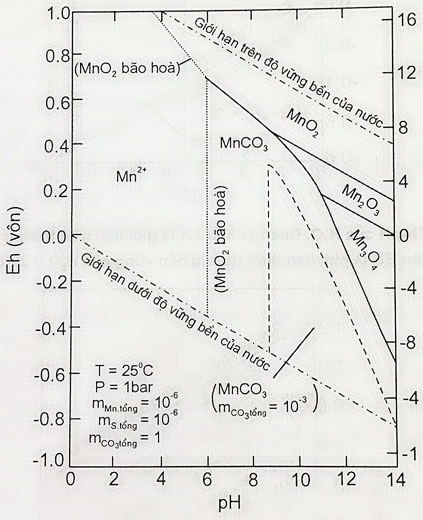 1.0
0.8
0.6
0.4
0.2
0.0
-0.2
-0.4
-0.6
-0.8
-1.0
Eh (vôn)
16
12
8
4
0
-4
-8
-4
-1
0 2 4 6 8 10 12 14
pH
Giới hạn trên độ vững bền của nước
(MnO₂ bão hoà)
MnO₂
MnCO₃
Mn²⁺
Mn₂O₃
Mn₃O₄
(MnO₂ bão hoà)
Giới hạn dưới độ vững bền của nước
T = 25⁰C
P = 1bar
mMn.tổng = 10⁻⁶
mS.tổng = 10⁻⁶
mCO₃tổng = 1
(MnCO₃
mCO₃tổng = 10⁻³)